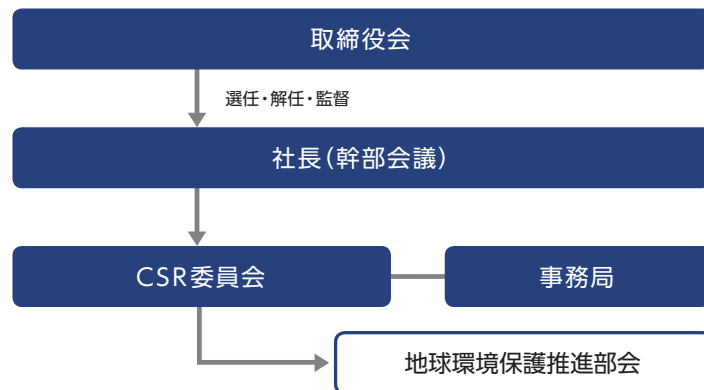 取締役会
選任・解任・監督
社長(幹部会議)
CSR委員会
事務局
地球環境保護推進部会